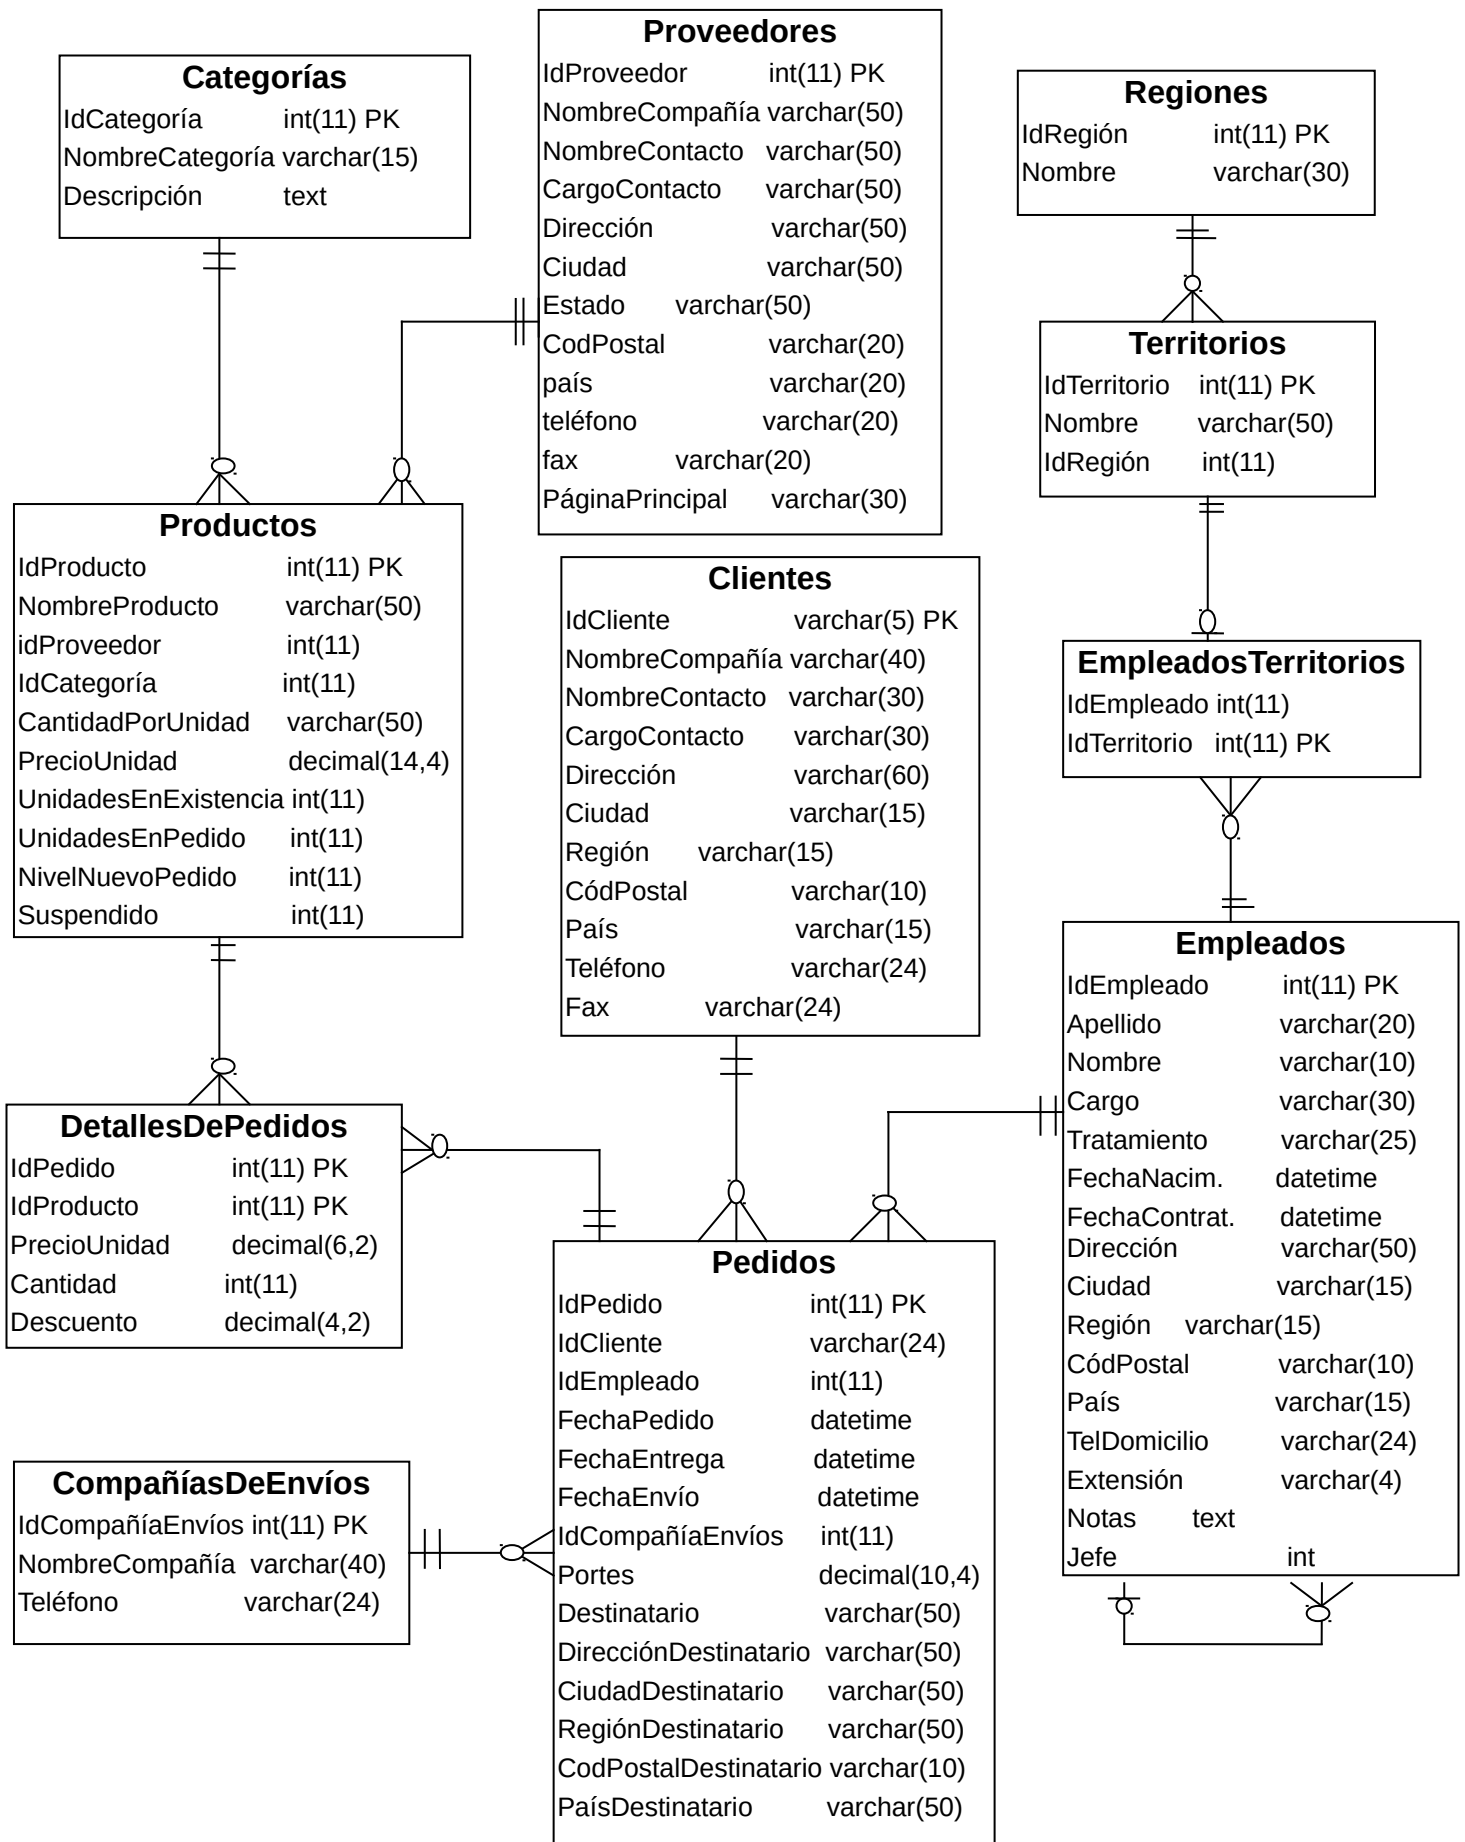 Categorías
IdCategoría int(11) PK
NombreCategoría varchar(15)
Descripción text
Proveedores
IdProveedor int(11) PK
NombreCompañía varchar(50)
NombreContacto varchar(50)
CargoContacto varchar(50)
Dirección varchar(50)
Ciudad varchar(50)
Estado varchar(50)
CodPostal varchar(20)
país varchar(20)
teléfono varchar(20)
fax varchar(20)
PáginaPrincipal varchar(30)
Regiones
IdRegión int(11) PK
Nombre varchar(30)
Territorios
IdTerritorio int(11) PK
Nombre varchar(50)
IdRegión int(11)
Productos
IdProducto int(11) PK
NombreProducto varchar(50)
idProveedor int(11)
IdCategoría int(11)
CantidadPorUnidad varchar(50)
PrecioUnidad decimal(14,4)
UnidadesEnExistencia int(11)
UnidadesEnPedido int(11)
NivelNuevoPedido int(11)
Suspendido int(11)
Clientes
IdCliente varchar(5) PK
NombreCompañía varchar(40)
NombreContacto varchar(30)
CargoContacto varchar(30)
Dirección varchar(60)
Ciudad varchar(15)
Región varchar(15)
CódPostal varchar(10)
País varchar(15)
Teléfono varchar(24)
Fax varchar(24)
EmpleadosTerritorios
IdEmpleado int(11)
IdTerritorio int(11) PK
Empleados
IdEmpleado int(11) PK
Apellido varchar(20)
Nombre varchar(10)
Cargo varchar(30)
Tratamiento varchar(25)
FechaNacim. datetime
FechaContrat. datetime
Dirección varchar(50)
Ciudad varchar(15)
Región varchar(15)
CódPostal varchar(10)
País varchar(15)
TelDomicilio varchar(24)
Extensión varchar(4)
Notas text
Jefe int
DetallesDePedidos
IdPedido int(11) PK
IdProducto int(11) PK
PrecioUnidad decimal(6,2)
Cantidad int(11)
Descuento decimal(4,2)
Pedidos
IdPedido int(11) PK
IdCliente varchar(24)
IdEmpleado int(11)
FechaPedido datetime
FechaEntrega datetime
FechaEnvío datetime
IdCompañíaEnvíos int(11)
Portes decimal(10,4)
Destinatario varchar(50)
DirecciónDestinatario varchar(50)
CiudadDestinatario varchar(50)
RegiónDestinatario varchar(50)
CodPostalDestinatario varchar(10)
PaísDestinatario varchar(50)
CompañíasDeEnvíos
IdCompañíaEnvíos int(11) PK
NombreCompañía varchar(40)
Teléfono varchar(24)